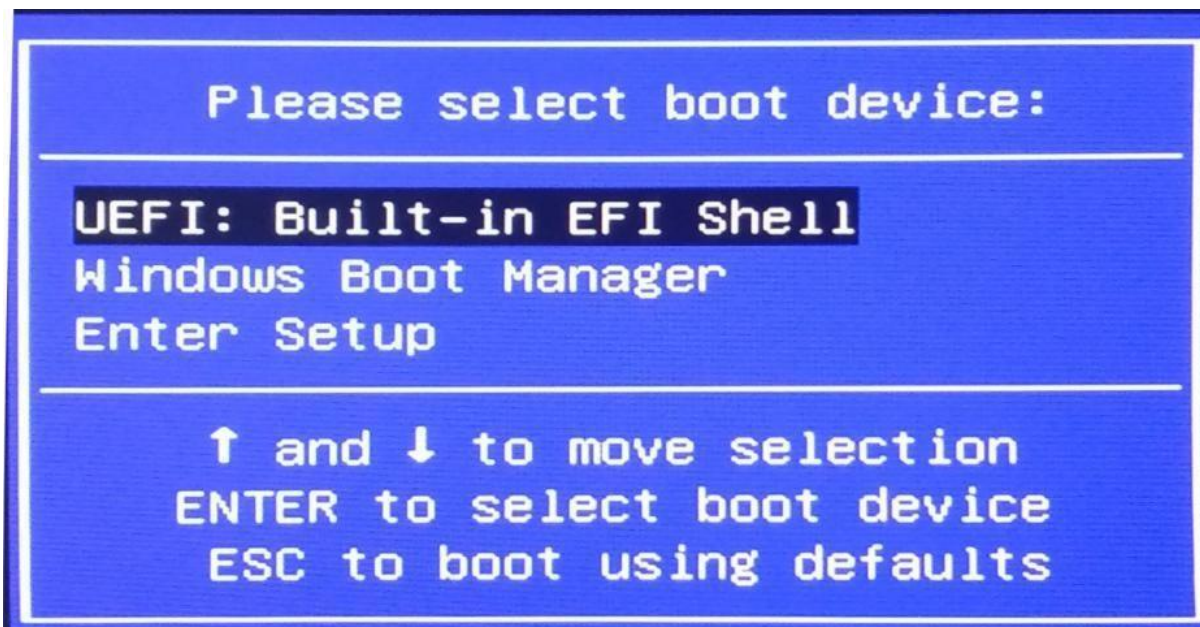 Please select boot device:
UEFI: Built-in EFI Shell
Windows Boot Manager
Enter Setup
↑ and ↓ to move selection
ENTER to select boot device
ESC to boot using defaults